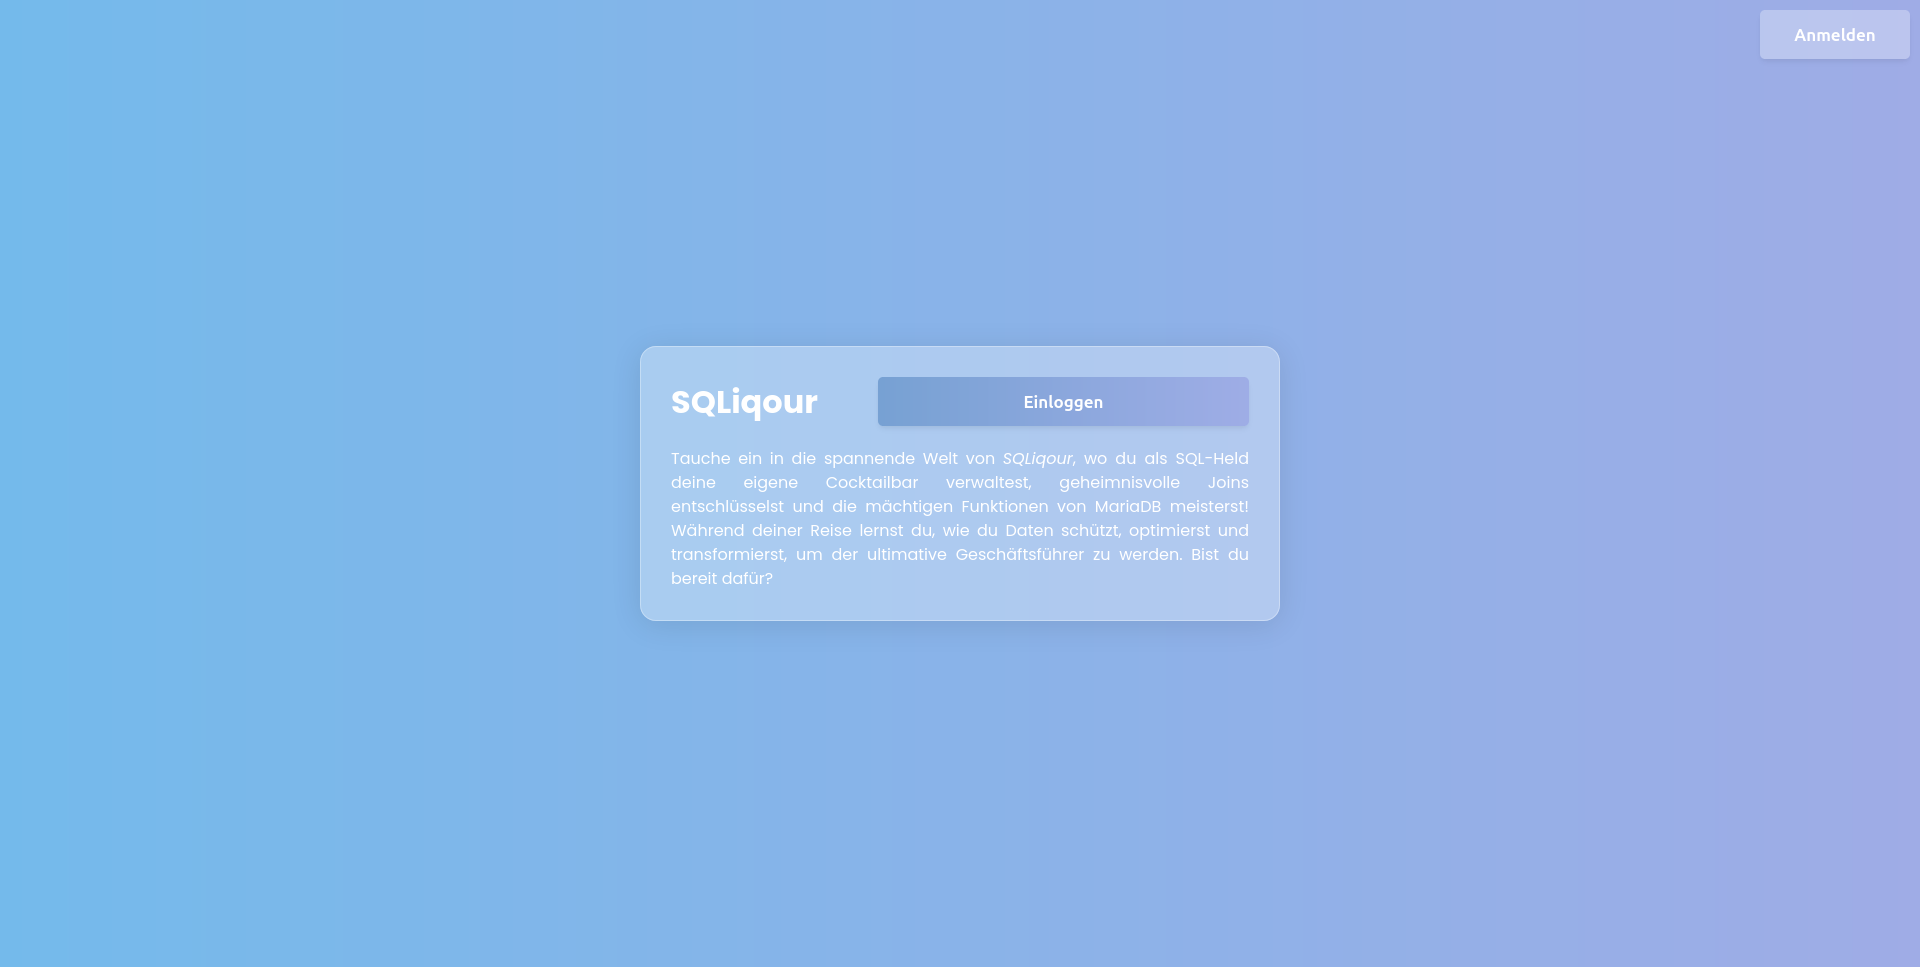 Anmelden
SQLiqour
Einloggen
Tauche ein in die spannende Welt von SQLiqour, wo du als SQL-Held
deine eigene Cocktailbar verwaltest, geheimnisvolle Joins
entschlüsselst und die mächtigen Funktionen von MariaDB meisterst!
Während deiner Reise lernst du, wie du Daten schützt, optimierst und
transformierst, um der ultimative Geschäftsführer zu werden. Bist du
bereit dafür?